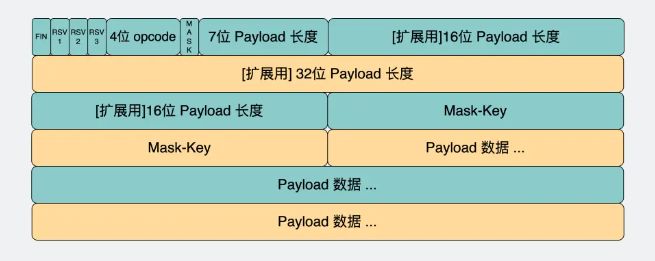 FIN RSV 1 RSV 2 RSV 3 4位 opcode MASK 7位 Payload 长度 [扩展用]16位 Payload 长度
[扩展用] 32位 Payload 长度
[扩展用]16位 Payload 长度 Mask-Key
Mask-Key Payload 数据 ...
Payload 数据 ...
Payload 数据 ...